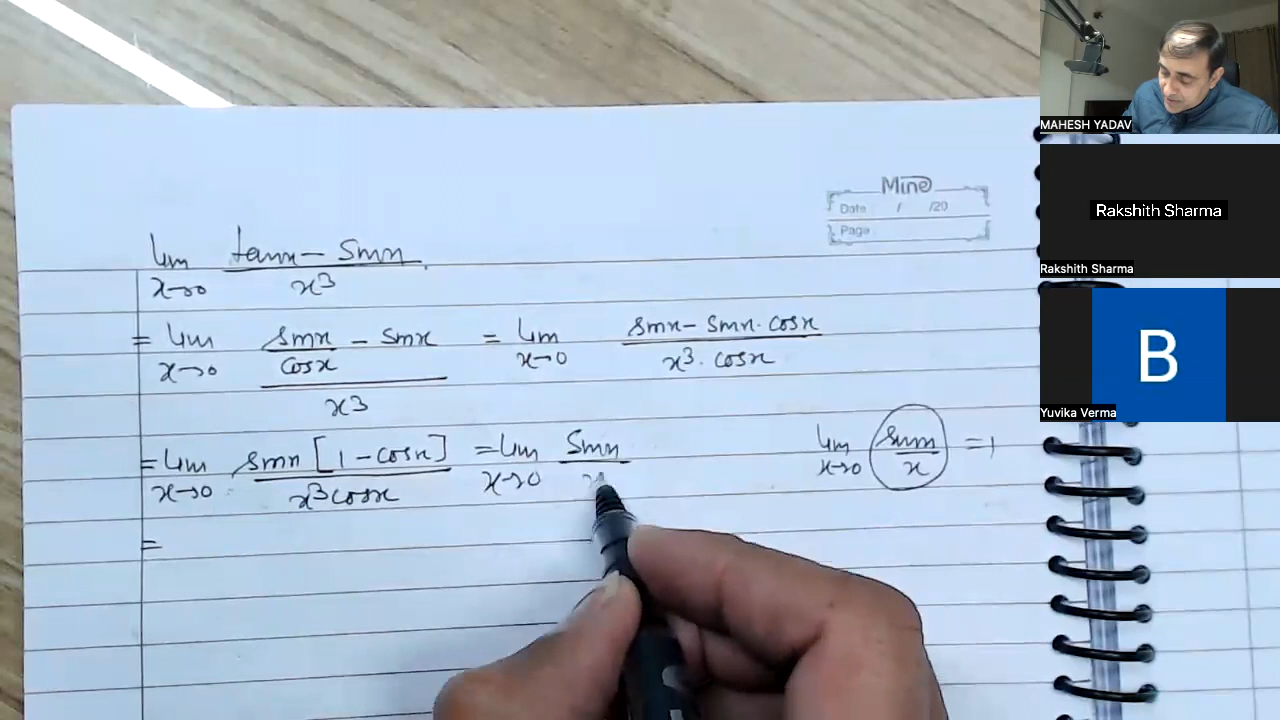 MAHESH YADAV
Rakshith Sharma
Rakshith Sharma
B
Yuvika Verma
Mine
Date / /20
Page
lim x→0 (tanx - sinx)/x³
= lim x→0 (sinx/cosx - sinx)/x³ = lim x→0 (sinx - sinx·cosx)/(x³·cosx)
= lim x→0 sinx[1-cosx]/(x³cosx) = lim x→0 sinx/x lim x→0 (sinx/x) = 1
=